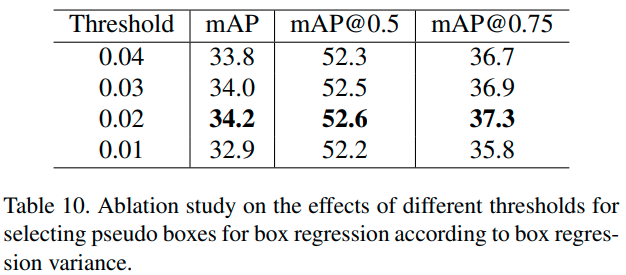 Threshold mAP mAP@0.5 mAP@0.75
0.04 33.8 52.3 36.7
0.03 34.0 52.5 36.9
0.02 34.2 52.6 37.3
0.01 32.9 52.2 35.8
Table 10. Ablation study on the effects of different thresholds for
selecting pseudo boxes for box regression according to box regres-
sion variance.